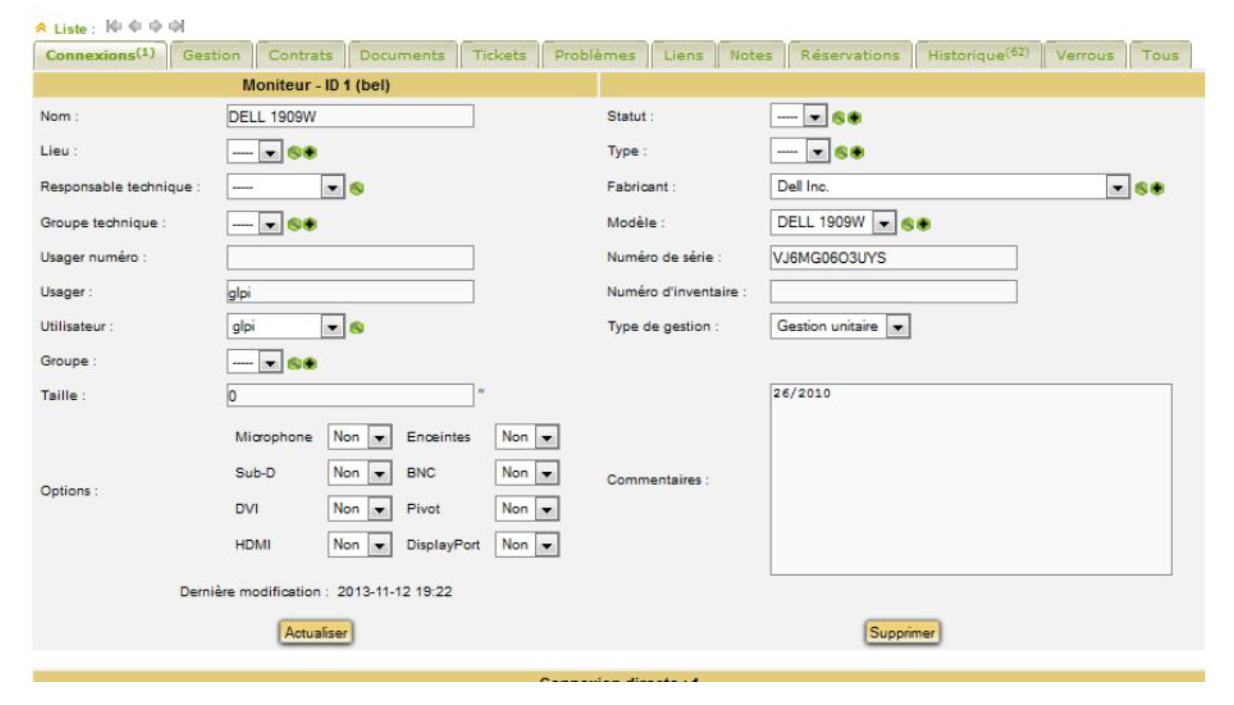 Liste :
Connexions(1) Gestion Contrats Documents Tickets Problèmes Liens Notes Réservations Historique(62) Verrous Tous
Moniteur - ID 1 (bel)
Nom : DELL 1909W Statut : -----
Lieu : ----- Type : -----
Responsable technique : ----- Fabricant : Dell Inc.
Groupe technique : ----- Modèle : DELL 1909W
Usager numéro : Numéro de série : VJ6MG06O3UYS
Usager : glpi Numéro d'inventaire :
Utilisateur : glpi Type de gestion : Gestion unitaire
Groupe : -----
Taille : 0 " 26/2010
Microphone Non Enceintes Non
Sub-D Non BNC Non
Options : Commentaires :
DVI Non Pivot Non
HDMI Non DisplayPort Non
Dernière modification : 2013-11-12 19:22
Actualiser Supprimer